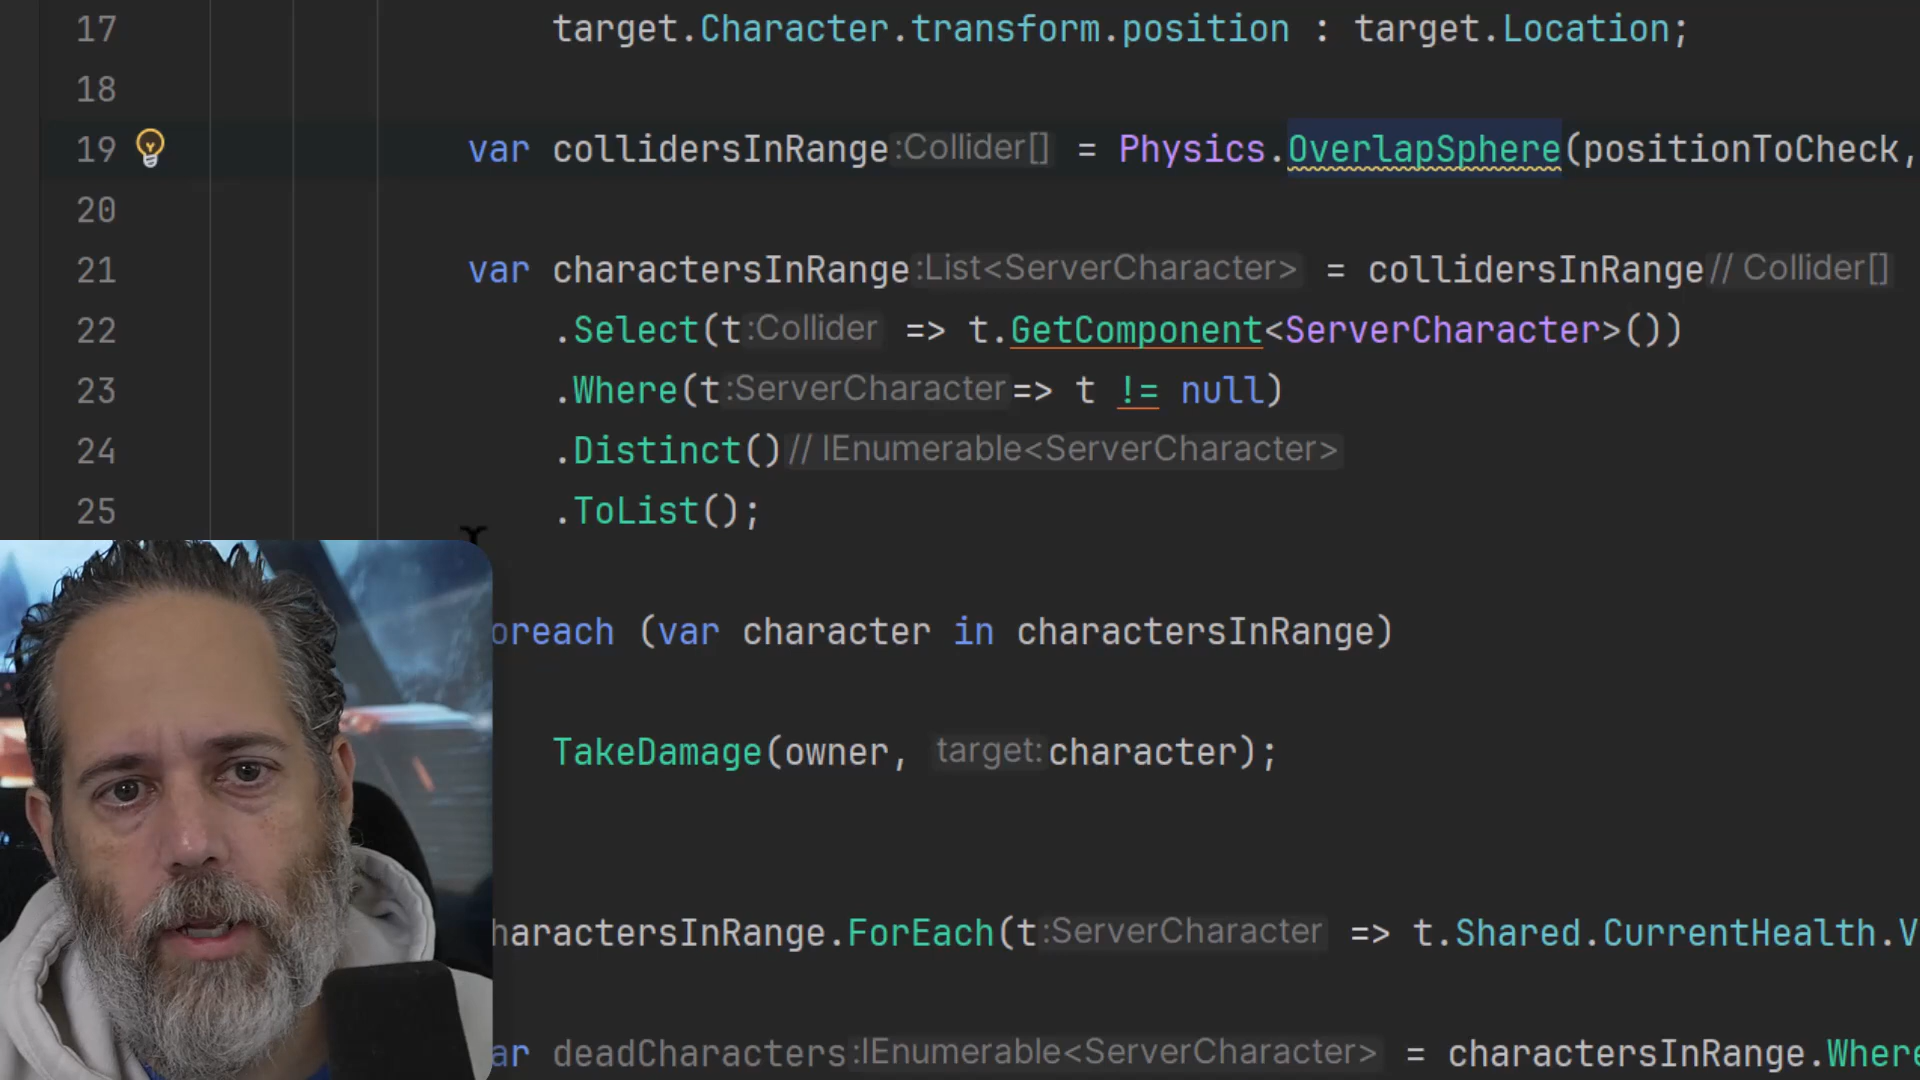 17 target.Character.transform.position : target.Location;
18
19 var collidersInRange:Collider[] = Physics.OverlapSphere(positionToCheck,
20
21 var charactersInRange:List<ServerCharacter> = collidersInRange// Collider[]
22 .Select(t:Collider => t.GetComponent<ServerCharacter>())
23 .Where(t:ServerCharacter=> t != null)
24 .Distinct()// IEnumerable<ServerCharacter>
25 .ToList();
oreach (var character in charactersInRange)
TakeDamage(owner, target:character);
haractersInRange.ForEach(t:ServerCharacter => t.Shared.CurrentHealth.V
ar deadCharacters:IEnumerable<ServerCharacter> = charactersInRange.Where